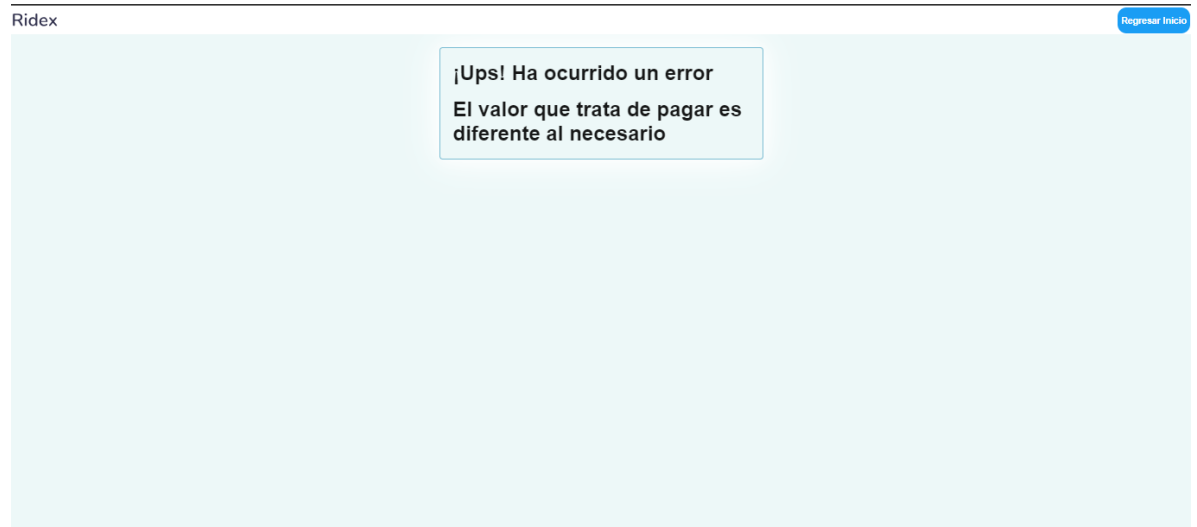 Ridex
Regresar Inicio
¡Ups! Ha ocurrido un error
El valor que trata de pagar es
diferente al necesario